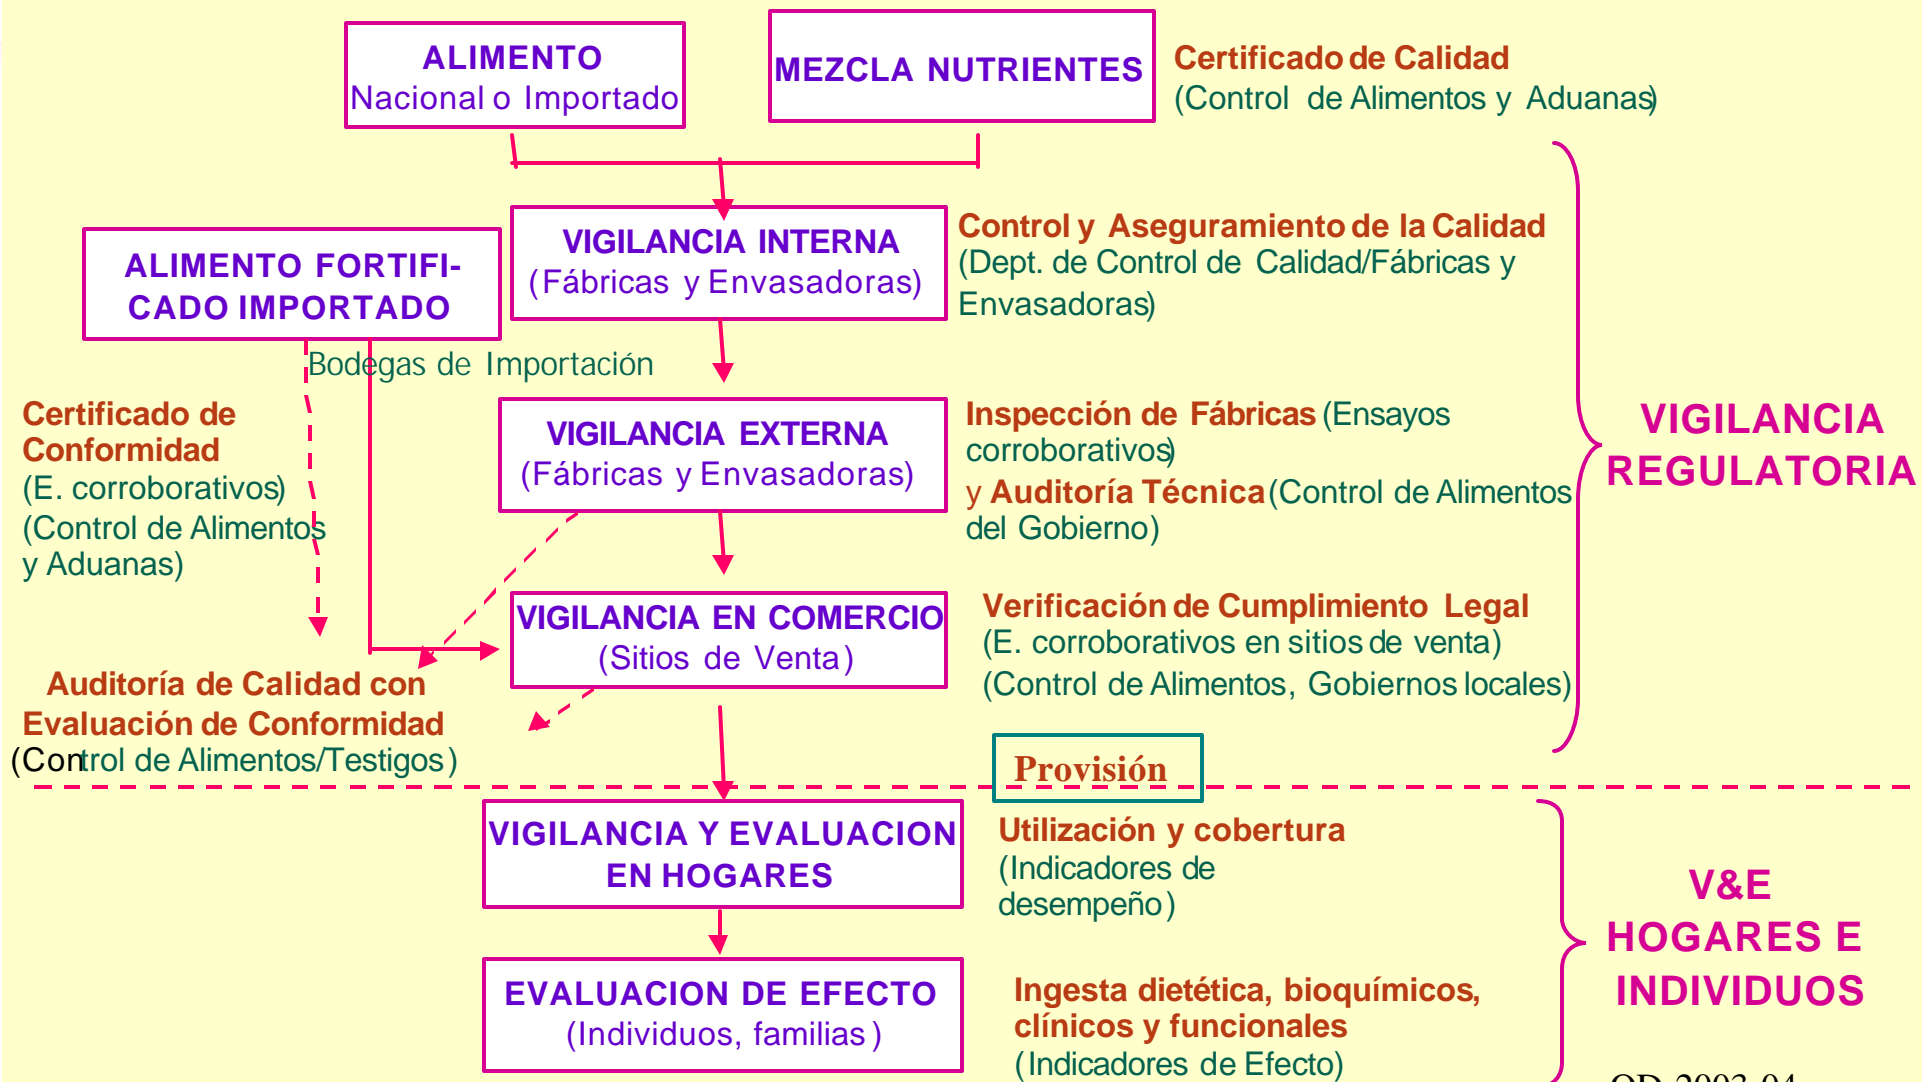 ALIMENTO
Nacional o Importado
MEZCLA NUTRIENTES
Certificado de Calidad
(Control de Alimentos y Aduanas)
VIGILANCIA INTERNA
(Fábricas y Envasadoras)
Control y Aseguramiento de la Calidad
(Dept. de Control de Calidad/Fábricas y
Envasadoras)
ALIMENTO FORTIFI-
CADO IMPORTADO
Bodegas de Importación
Certificado de
Conformidad
(E. corroborativos)
(Control de Alimentos
y Aduanas)
VIGILANCIA EXTERNA
(Fábricas y Envasadoras)
Inspección de Fábricas (Ensayos
corroborativos)
y Auditoría Técnica (Control de Alimentos
del Gobierno)
VIGILANCIA
REGULATORIA
VIGILANCIA EN COMERCIO
(Sitios de Venta)
Verificación de Cumplimiento Legal
(E. corroborativos en sitios de venta)
(Control de Alimentos, Gobiernos locales)
Auditoría de Calidad con
Evaluación de Conformidad
(Control de Alimentos/Testigos)
Provisión
VIGILANCIA Y EVALUACION
EN HOGARES
Utilización y cobertura
(Indicadores de
desempeño)
V&E
HOGARES E
INDIVIDUOS
EVALUACION DE EFECTO
(Individuos, familias)
Ingesta dietética, bioquímicos,
clínicos y funcionales
(Indicadores de Efecto)
OD-2003-04